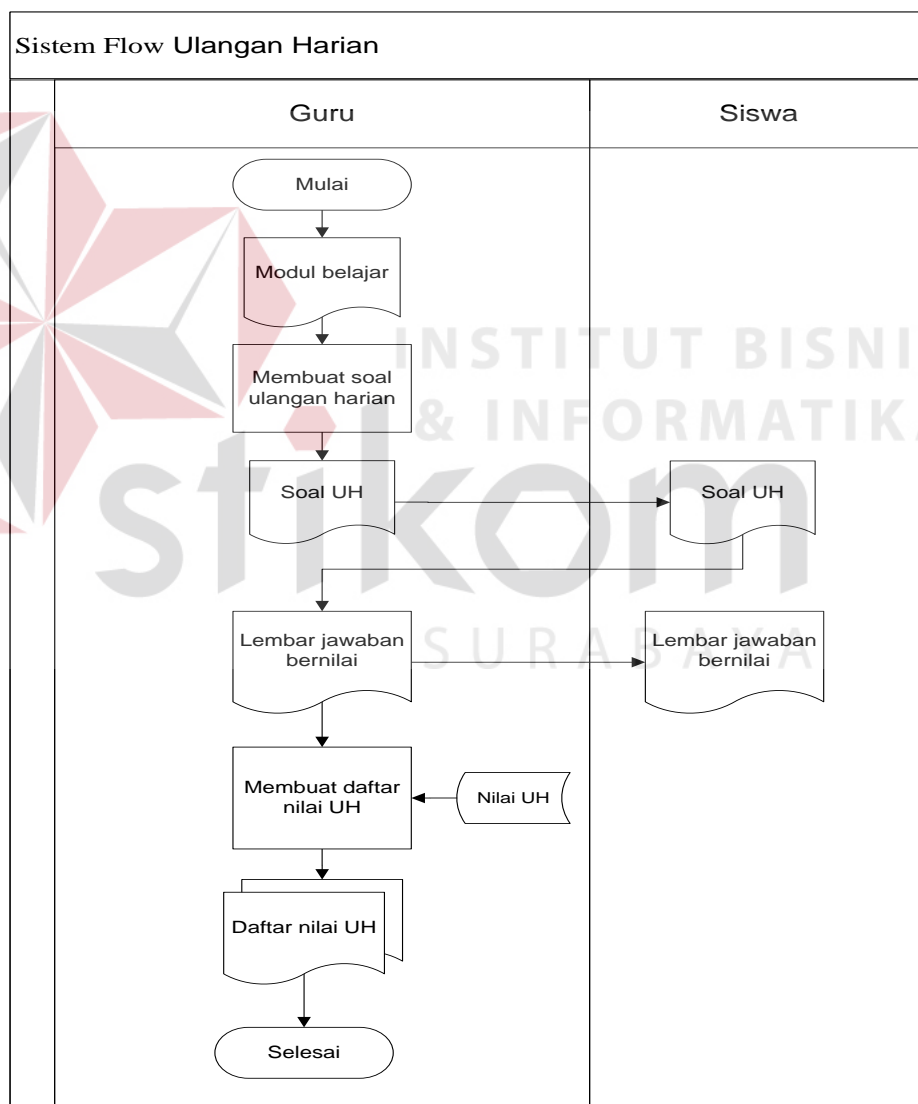 Sistem Flow Ulangan Harian
Guru
Siswa
Mulai
Modul belajar
Membuat soal
ulangan harian
Soal UH
Soal UH
Lembar jawaban
bernilai
Lembar jawaban
bernilai
Membuat daftar
nilai UH
Nilai UH
Daftar nilai UH
Selesai
INSTITUT BISNI
& INFORMATIKA
stikom
SURABAYA